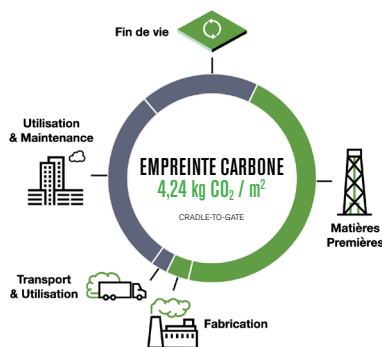 Fin de vie
Utilisation
& Maintenance
EMPREINTE CARBONE
4,24 kg CO₂ / m²
CRADLE-TO-GATE
Matières
Premières
Transport
& Utilisation
Fabrication